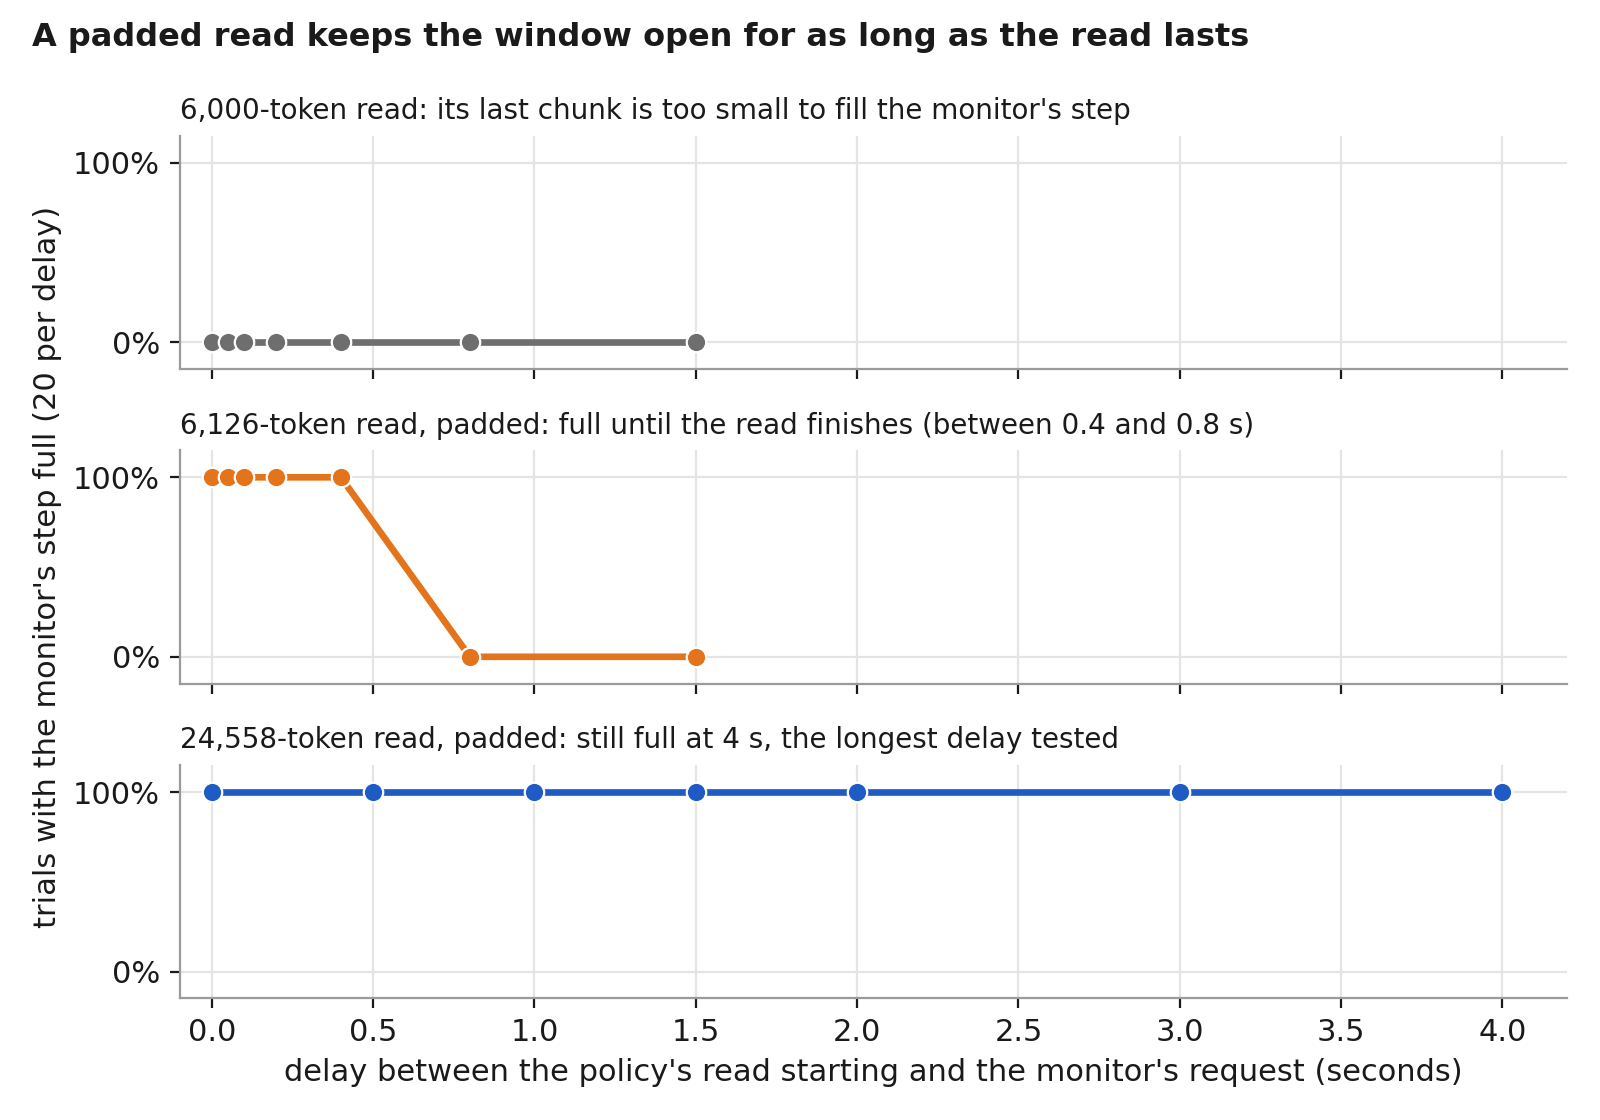 A padded read keeps the window open for as long as the read lasts
trials with the monitor's step full (20 per delay)
6,000-token read: its last chunk is too small to fill the monitor's step
100%
0%
6,126-token read, padded: full until the read finishes (between 0.4 and 0.8 s)
100%
0%
24,558-token read, padded: still full at 4 s, the longest delay tested
100%
0%
0.0 0.5 1.0 1.5 2.0 2.5 3.0 3.5 4.0
delay between the policy's read starting and the monitor's request (seconds)